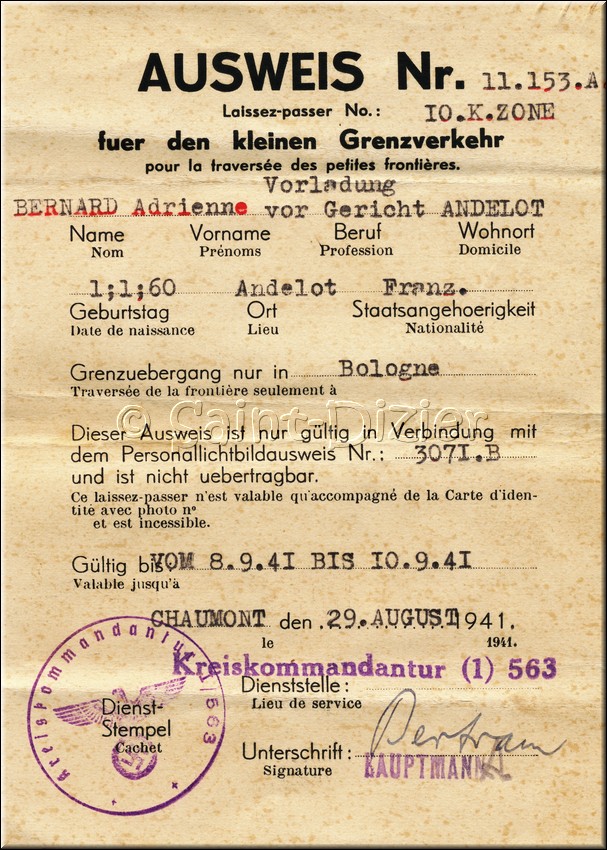 AUSWEIS Nr. 11.153.A.
Laissez-passer No.: IO.K.ZONE
fuer den kleinen Grenzverkehr
pour la traversée des petites frontières.
Vorladung
BERNARD Adrienne vor Gericht ANDELOT
Name Vorname Beruf Wohnort
Nom Prénoms Profession Domicile
1;1;60 Andelot Franz.
Geburtstag Ort Staatsangehoerigkeit
Date de naissance Lieu Nationalité
Grenzuebergang nur in Bologne
Traversée de la frontière seulement à
© Saint-Dizier
Dieser Ausweis ist nur gültig in Verbindung mit
dem Personallichtbildausweis Nr.: 307I.B
und ist nicht uebertragbar.
Ce laissez-passer n'est valable qu'accompagné de la Carte d'iden-
tité avec photo nº
et est incessible.
Gültig bis: VOM 8.9.4I BIS IO.9.4I
Valable jusqu'à
CHAUMONT den 29.AUGUST 1941.
le 1941.
Kreiskommandantur (1) 563
Dienststelle:
Lieu de service
Kreiskommandantur 1/563
Dienst-
Stempel
Cachet
Unterschrift: Bertram
Signature HAUPTMANN